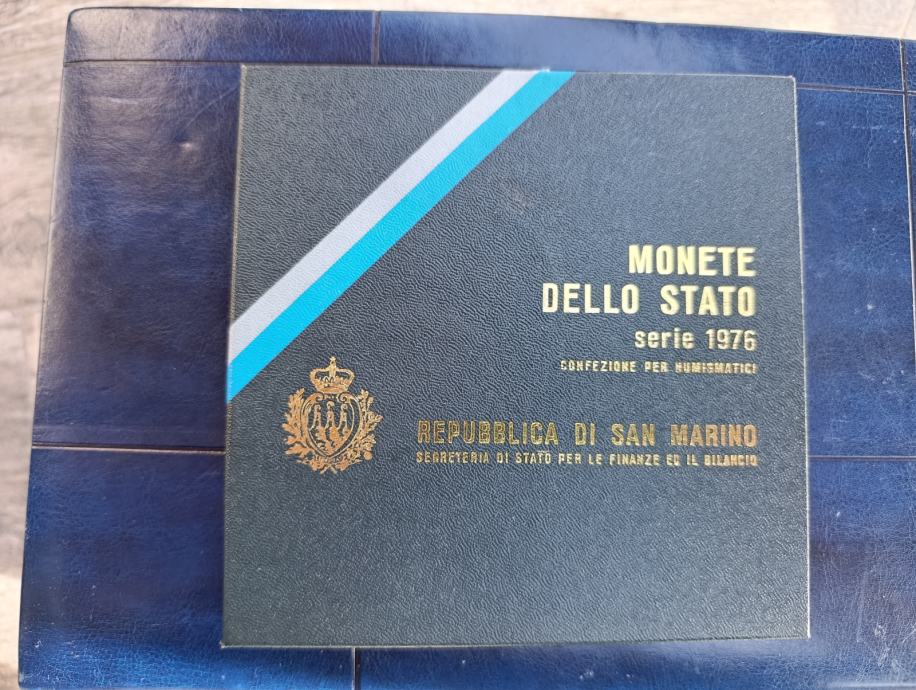 MONETE
DELLO STATO
serie 1976
CONFEZIONE PER NUMISMATICI
REPUBBLICA DI SAN MARINO
SEGRETERIA DI STATO PER LE FINANZE ED IL BILANCIO